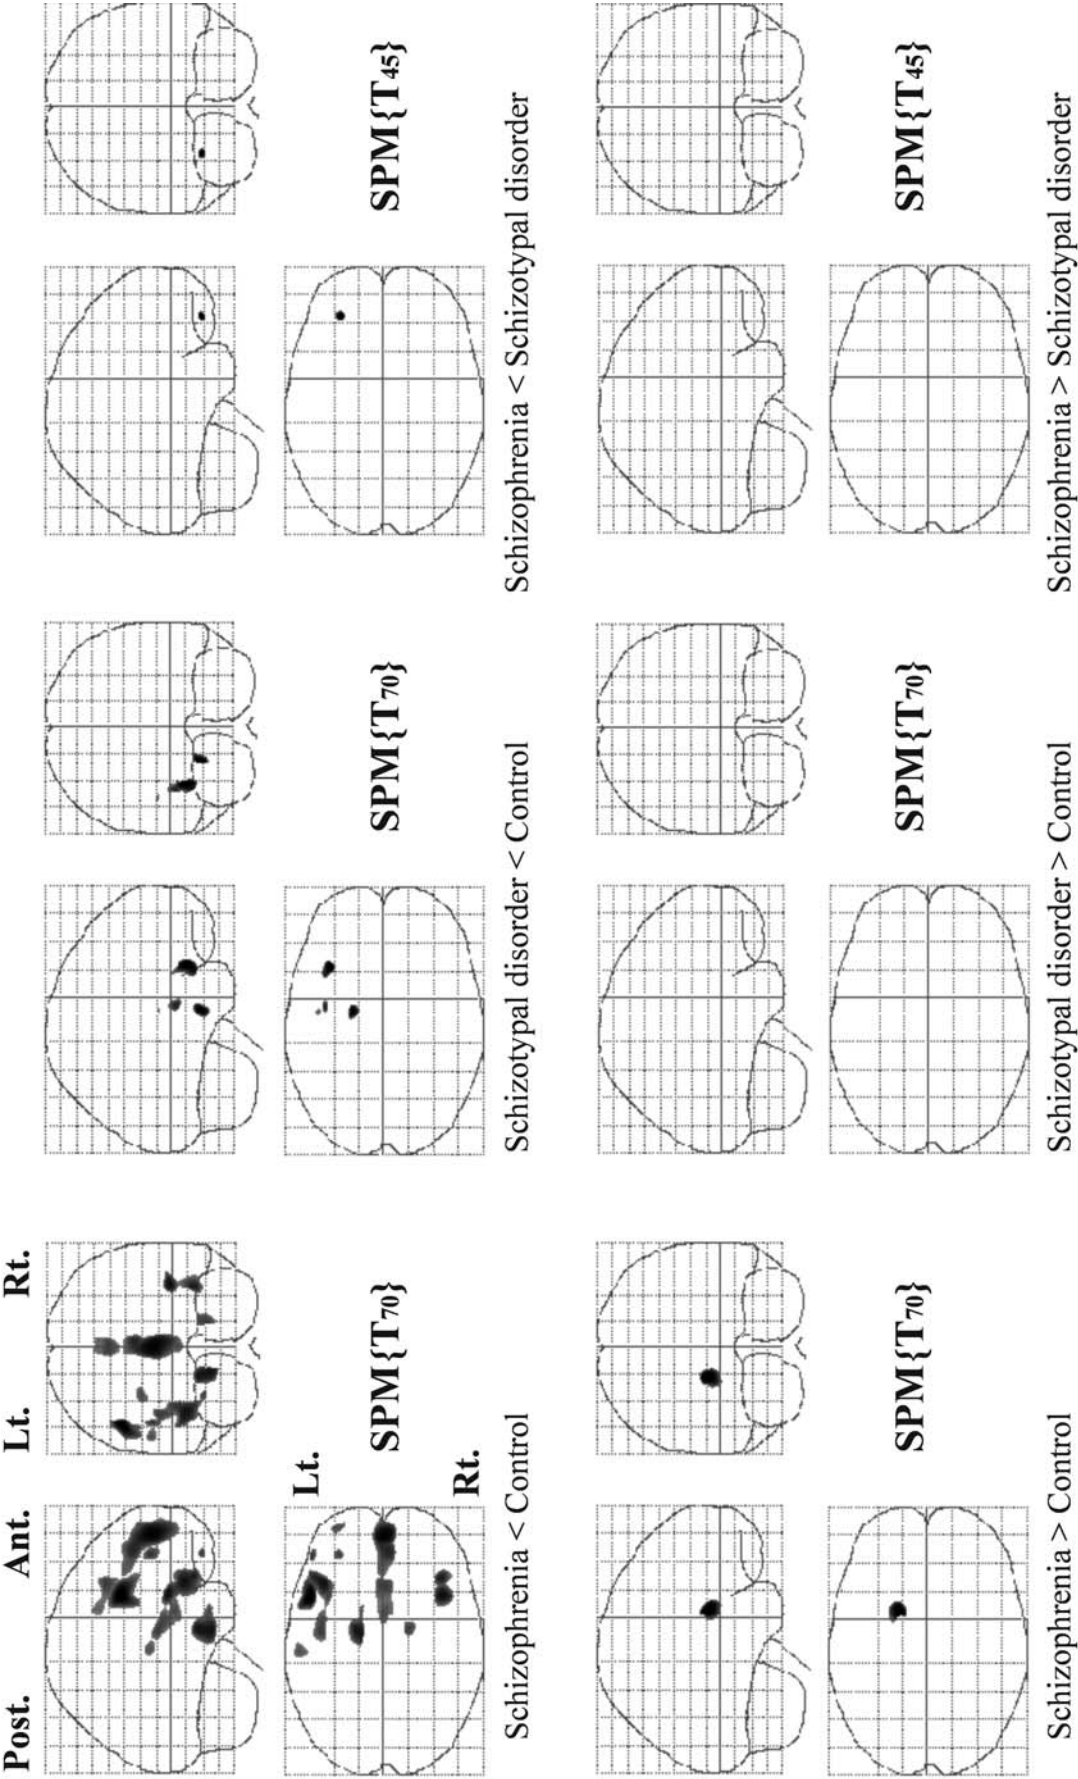 Post. Ant. Lt. Rt.
Lt.
Rt.
SPM{T70}
SPM{T70}
SPM{T45}
Schizophrenia < Control
Schizotypal disorder < Control
Schizophrenia < Schizotypal disorder
SPM{T70}
SPM{T70}
SPM{T45}
Schizophrenia > Control
Schizotypal disorder > Control
Schizophrenia > Schizotypal disorder